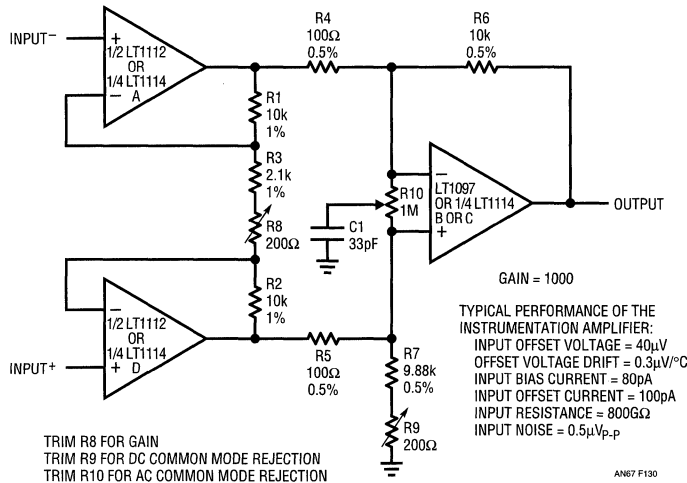 R4
100Ω
0.5%
R6
10k
0.5%
INPUT⁻
+
1/2 LT1112
OR
1/4 LT1114
−
A
R1
10k
1%
R3
2.1k
1%
R8
200Ω
R10
1M
C1
33pF
−
LT1097
OR 1/4 LT1114
B OR C
+
OUTPUT
GAIN = 1000
−
1/2 LT1112
OR
1/4 LT1114
+ D
INPUT⁺
R2
10k
1%
R5
100Ω
0.5%
R7
9.88k
0.5%
R9
200Ω
TYPICAL PERFORMANCE OF THE
INSTRUMENTATION AMPLIFIER:
INPUT OFFSET VOLTAGE = 40µV
OFFSET VOLTAGE DRIFT = 0.3µV/°C
INPUT BIAS CURRENT = 80pA
INPUT OFFSET CURRENT = 100pA
INPUT RESISTANCE = 800GΩ
INPUT NOISE = 0.5µVP-P
TRIM R8 FOR GAIN
TRIM R9 FOR DC COMMON MODE REJECTION
TRIM R10 FOR AC COMMON MODE REJECTION
AN67 F130